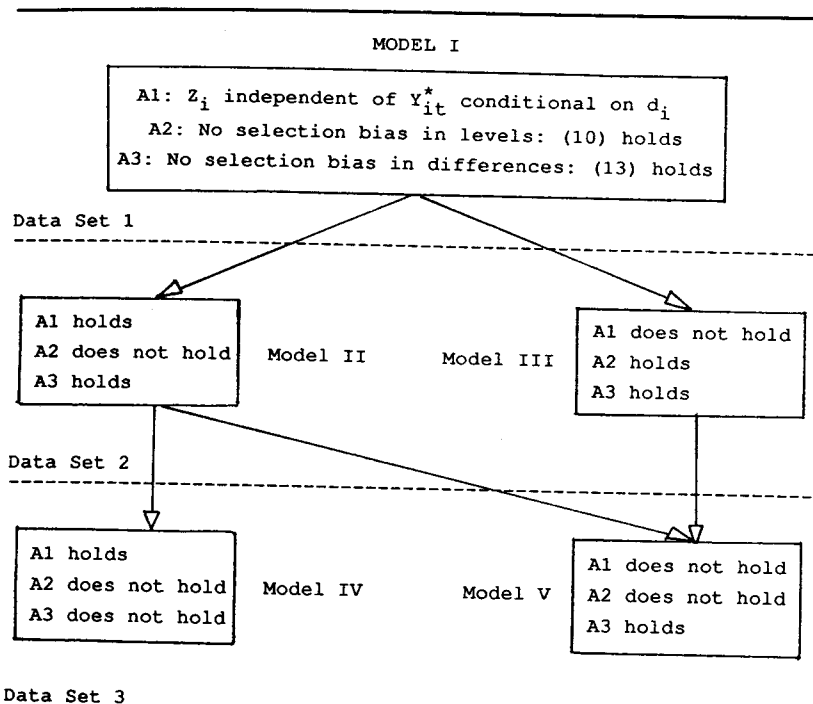 MODEL I
A1: Z_i independent of Y*_it conditional on d_i
A2: No selection bias in levels: (10) holds
A3: No selection bias in differences: (13) holds
Data Set 1
A1 holds
A2 does not hold
A3 holds
Model II
Model III
A1 does not hold
A2 holds
A3 holds
Data Set 2
A1 holds
A2 does not hold
A3 does not hold
Model IV
Model V
A1 does not hold
A2 does not hold
A3 holds
Data Set 3